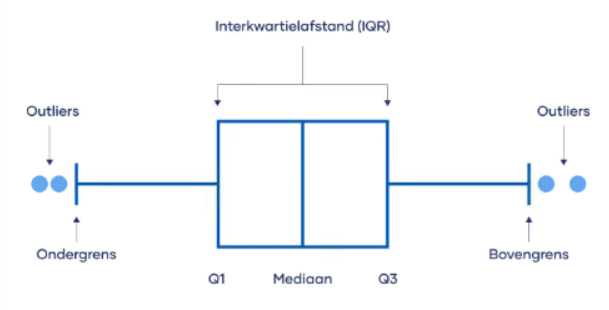 Interkwartielafstand (IQR)
Outliers
Outliers
Ondergrens
Bovengrens
Q1
Mediaan
Q3